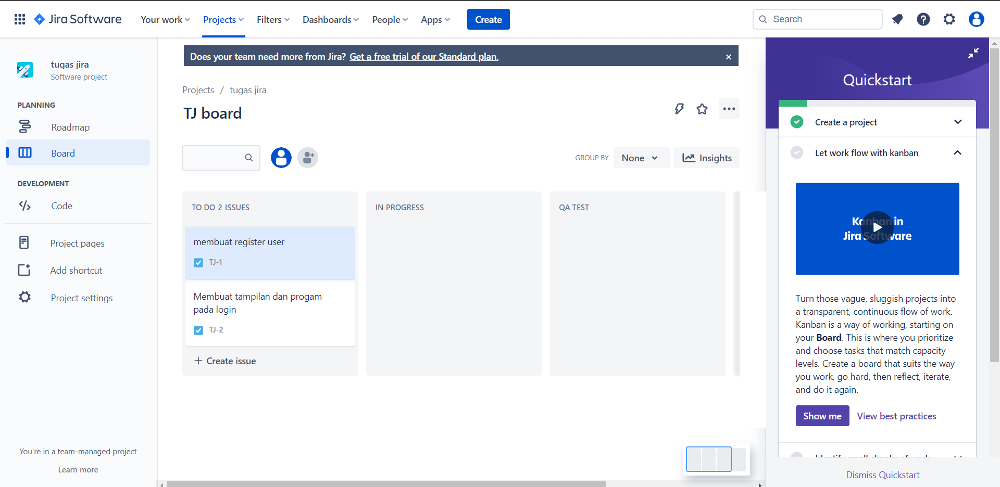 Jira Software
Your work
Projects
Filters
Dashboards
People
Apps
Create
Search
tugas jira
Software project
PLANNING
Roadmap
Board
DEVELOPMENT
Code
Project pages
Add shortcut
Project settings
You're in a team-managed project
Learn more
Does your team need more from Jira? Get a free trial of our Standard plan.
Projects / tugas jira
TJ board
GROUP BY
None
Insights
TO DO 2 ISSUES
membuat register user
TJ-1
Membuat tampilan dan progam
pada login
TJ-2
Create issue
IN PROGRESS
QA TEST
Quickstart
Create a project
Let work flow with kanban
Kanban in
Jira Software
Turn those vague, sluggish projects into
a transparent, continuous flow of work.
Kanban is a way of working, starting on
your Board. This is where you prioritize
and choose tasks that match capacity
levels. Create a board that suits the way
you work, go hard, then reflect, iterate,
and do it again.
Show me
View best practices
Identify small chunks of work
Dismiss Quickstart